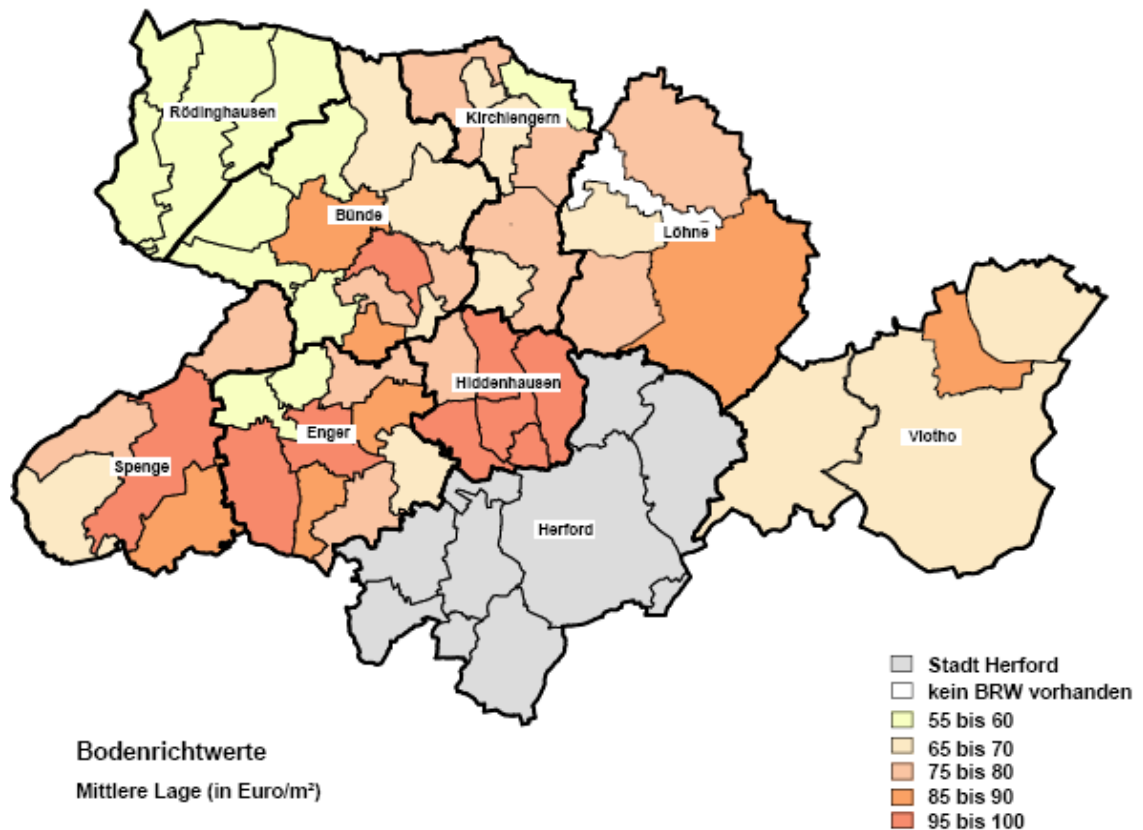 Rödinghausen
Kirchlengern
Bünde
Löhne
Hiddenhausen
Enger
Spenge
Vlotho
Herford
Stadt Herford
kein BRW vorhanden
55 bis 60
65 bis 70
75 bis 80
85 bis 90
95 bis 100
Bodenrichtwerte
Mittlere Lage (in Euro/m²)